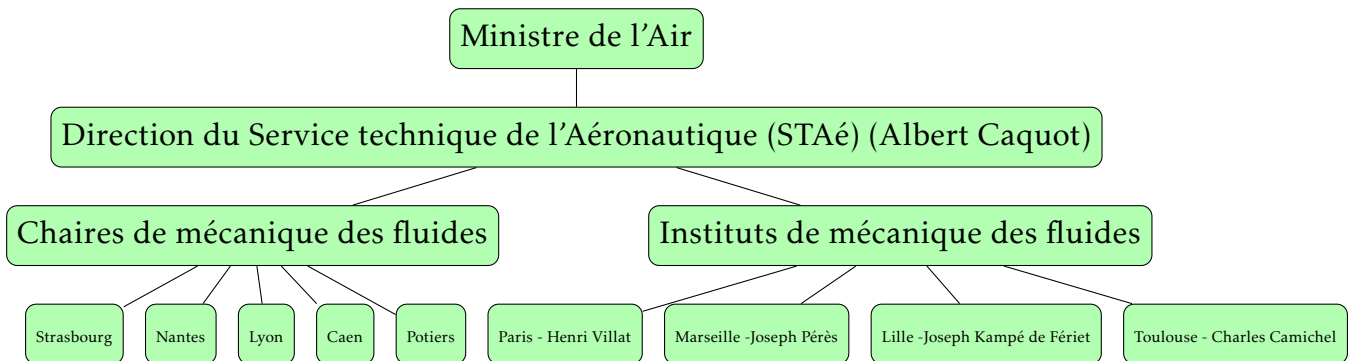 Ministre de l'Air
Direction du Service technique de l'Aéronautique (STAé) (Albert Caquot)
Chaires de mécanique des fluides
Instituts de mécanique des fluides
Strasbourg
Nantes
Lyon
Caen
Potiers
Paris - Henri Villat
Marseille -Joseph Pérès
Lille -Joseph Kampé de Fériet
Toulouse - Charles Camichel